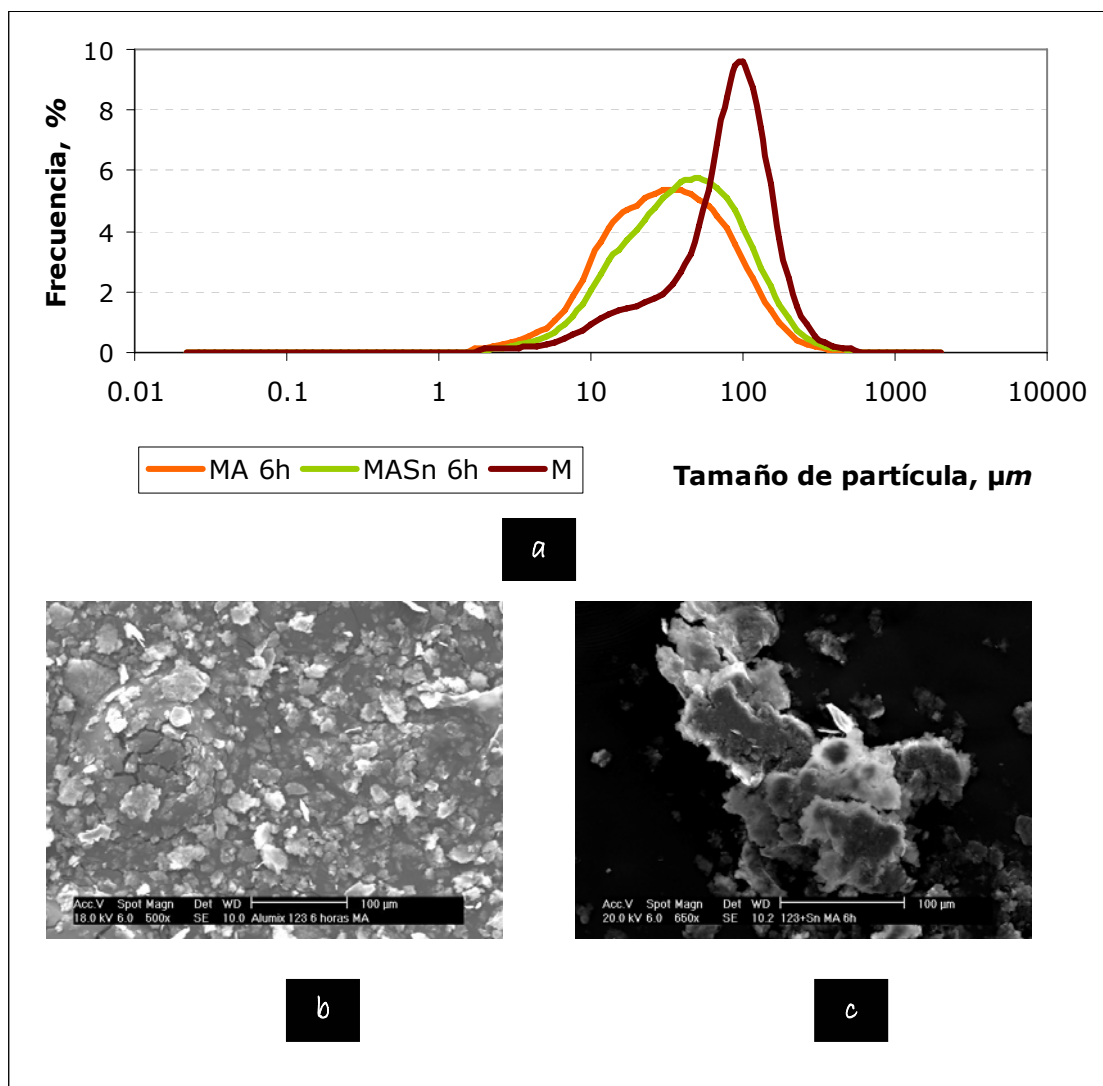 10
8
6
4
2
0
Frecuencia, %
0.01 0.1 1 10 100 1000 10000
MA 6h MASn 6h M
Tamaño de partícula, µm
a
Acc.V Spot Magn Det WD 100 µm
18.0 kV 6.0 500x SE 10.0 Alumix 123 6 horas MA
Acc.V Spot Magn Det WD 100 µm
20.0 kV 6.0 650x SE 10.2 123+Sn MA 6h
b
c